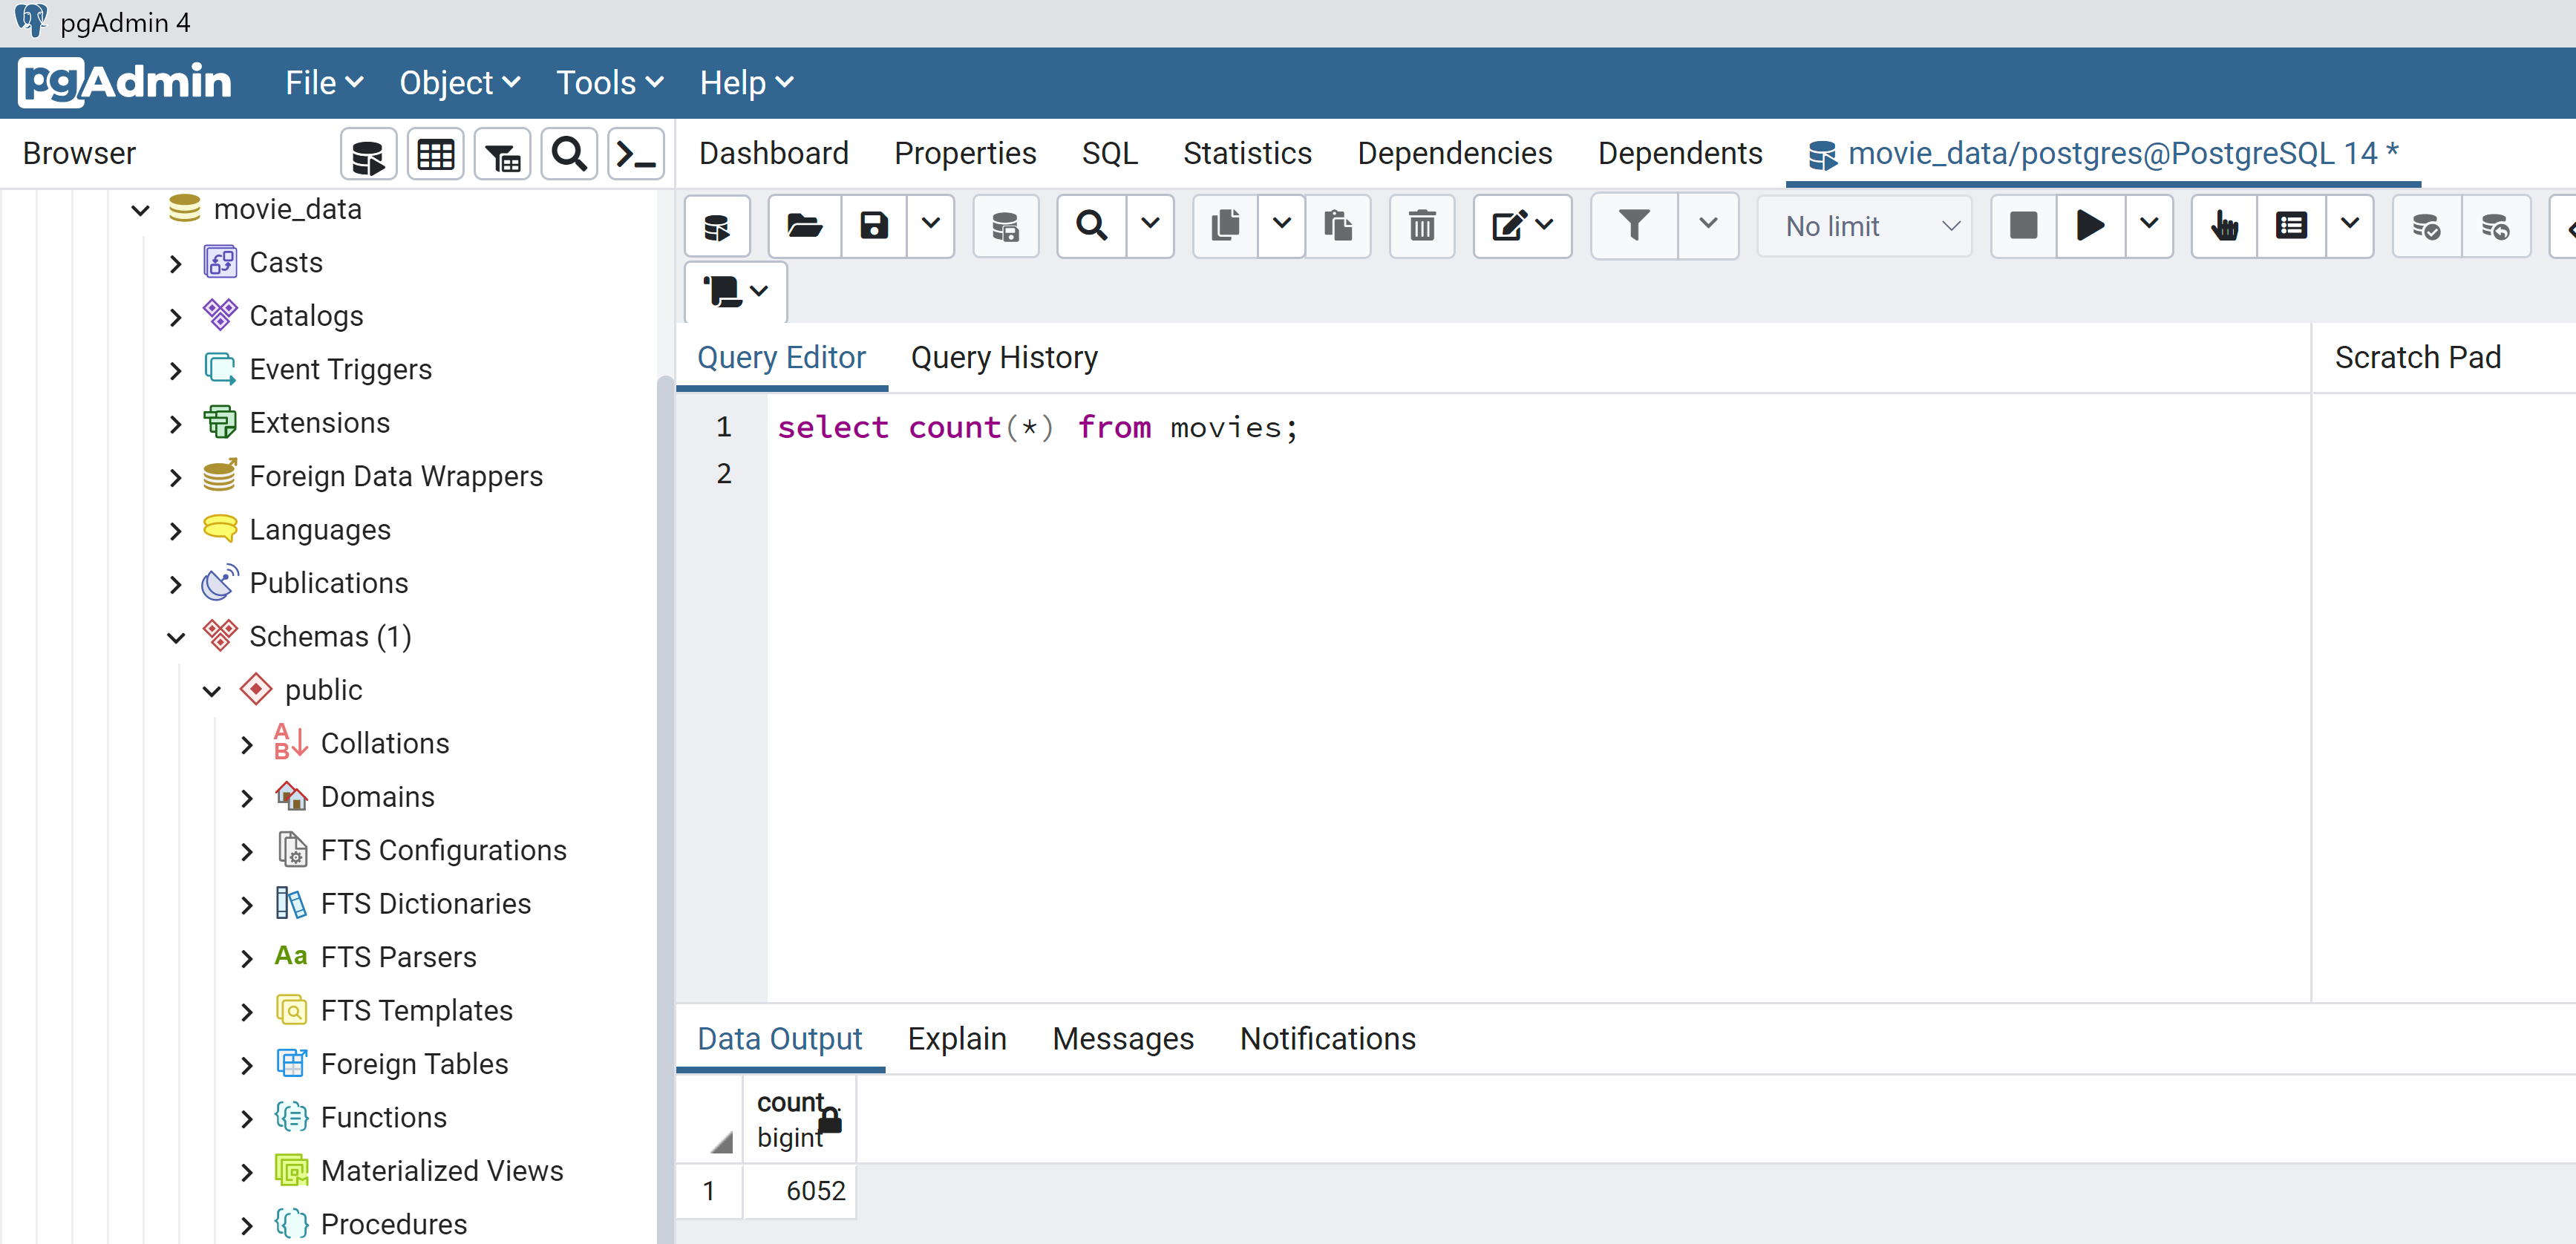 pgAdmin 4
pgAdmin File Object Tools Help
Browser
Dashboard Properties SQL Statistics Dependencies Dependents movie_data/postgres@PostgreSQL 14 *
movie_data
Casts
Catalogs
Event Triggers
Extensions
Foreign Data Wrappers
Languages
Publications
Schemas (1)
public
Collations
Domains
FTS Configurations
FTS Dictionaries
Aa FTS Parsers
FTS Templates
Foreign Tables
Functions
Materialized Views
Procedures
No limit
Query Editor Query History
Scratch Pad
1 select count(*) from movies;
2
Data Output Explain Messages Notifications
count
bigint
1 6052